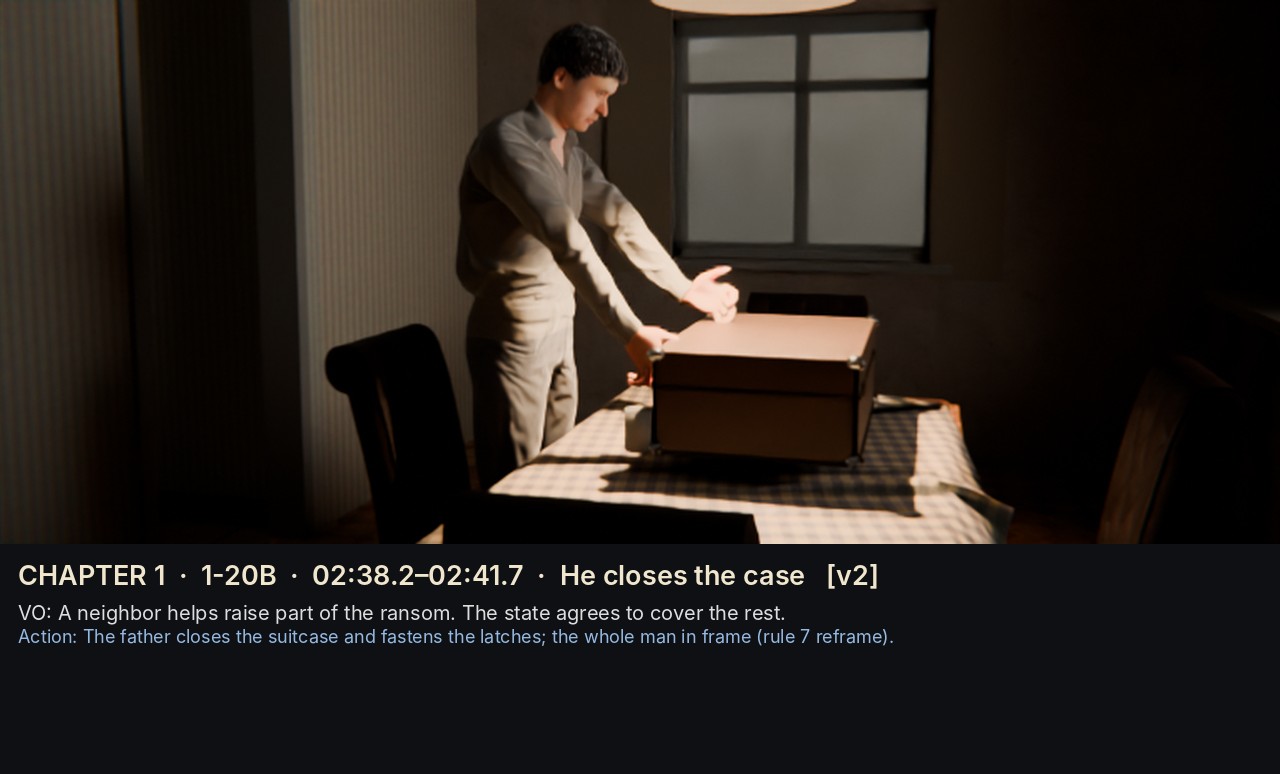 CHAPTER 1 · 1-20B · 02:38.2–02:41.7 · He closes the case [v2]
VO: A neighbor helps raise part of the ransom. The state agrees to cover the rest.
Action: The father closes the suitcase and fastens the latches; the whole man in frame (rule 7 reframe).